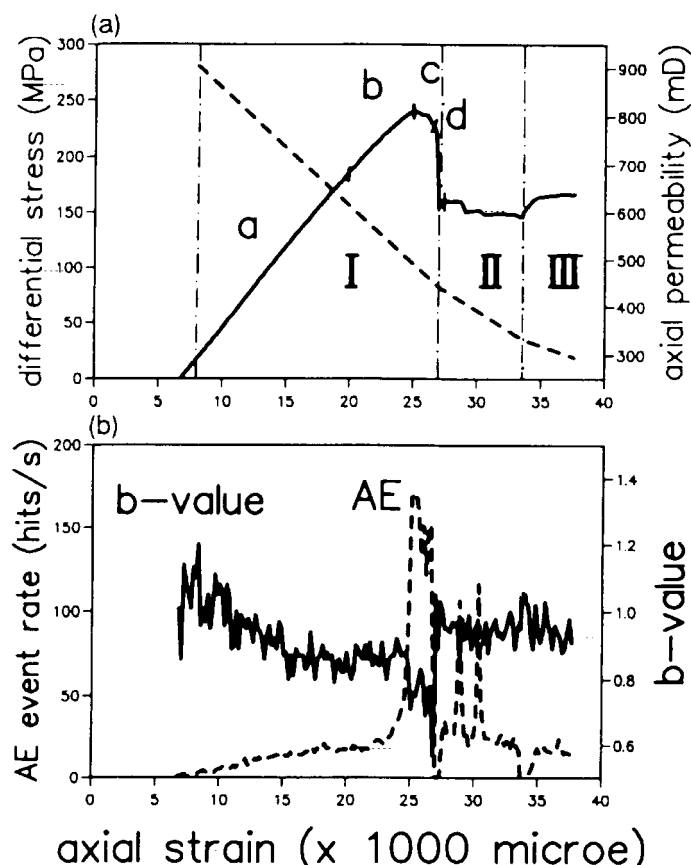 (a)
300
250
200
150
100
50
0
differential stress (MPa)
a
b
c
d
I
II
III
900
800
700
600
500
400
300
axial permeability (mD)
0 5 10 15 20 25 30 35 40
(b)
200
150
100
50
0
AE event rate (hits/s)
b-value
AE
1.4
1.2
1.0
0.8
0.6
b-value
0 5 10 15 20 25 30 35 40
axial strain (x 1000 microe)